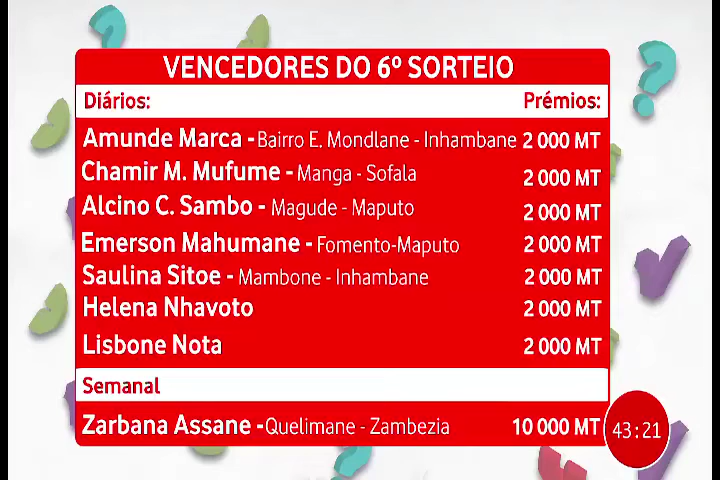 VENCEDORES DO 6º SORTEIO
Diários: Prémios:
Amunde Marca - Bairro E. Mondlane - Inhambane 2 000 MT
Chamir M. Mufume - Manga - Sofala 2 000 MT
Alcino C. Sambo - Magude - Maputo 2 000 MT
Emerson Mahumane - Fomento-Maputo 2 000 MT
Saulina Sitoe - Mambone - Inhambane 2 000 MT
Helena Nhavoto 2 000 MT
Lisbone Nota 2 000 MT
Semanal
Zarbana Assane - Quelimane - Zambezia 10 000 MT
43:21